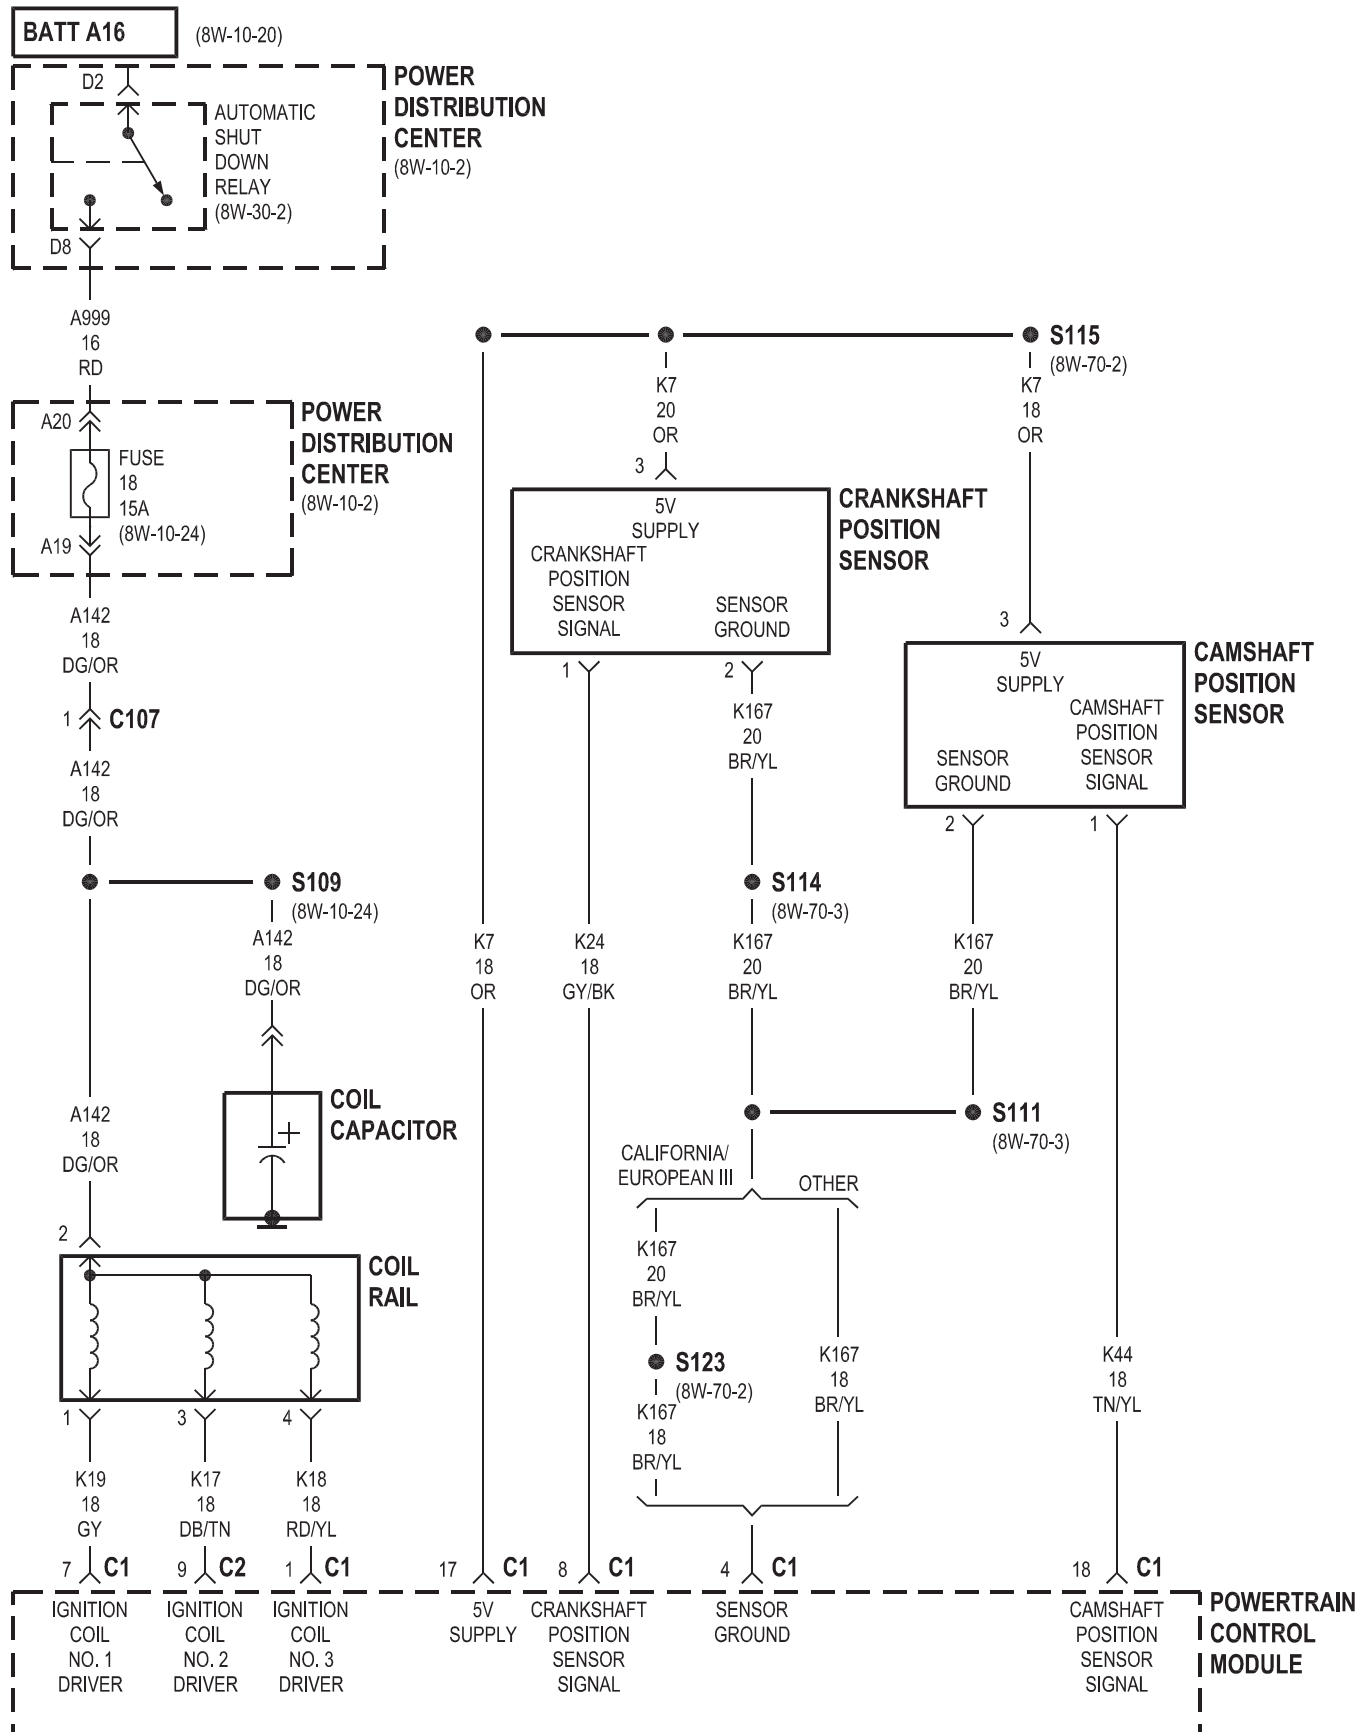 BATT A16
(8W-10-20)
D2
POWER
DISTRIBUTION
CENTER
(8W-10-2)
AUTOMATIC
SHUT
DOWN
RELAY
(8W-30-2)
D8
A999
16
RD
A20
FUSE
18
15A
(8W-10-24)
A19
POWER
DISTRIBUTION
CENTER
(8W-10-2)
A142
18
DG/OR
1
C107
A142
18
DG/OR
S109
(8W-10-24)
A142
18
DG/OR
COIL
CAPACITOR
+
A142
18
DG/OR
2
COIL
RAIL
1
3
4
K19
18
GY
K17
18
DB/TN
K18
18
RD/YL
S115
(8W-70-2)
K7
20
OR
K7
18
OR
3
5V
SUPPLY
CRANKSHAFT
POSITION
SENSOR
SIGNAL
SENSOR
GROUND
CRANKSHAFT
POSITION
SENSOR
1
2
K167
20
BR/YL
3
5V
SUPPLY
SENSOR
GROUND
CAMSHAFT
POSITION
SENSOR
SIGNAL
CAMSHAFT
POSITION
SENSOR
2
1
S114
(8W-70-3)
K7
18
OR
K24
18
GY/BK
K167
20
BR/YL
K167
20
BR/YL
S111
(8W-70-3)
CALIFORNIA/
EUROPEAN III
OTHER
K167
20
BR/YL
S123
(8W-70-2)
K167
18
BR/YL
K167
18
BR/YL
K44
18
TN/YL
7
C1
9
C2
1
C1
17
C1
8
C1
4
C1
18
C1
IGNITION
COIL
NO. 1
DRIVER
IGNITION
COIL
NO. 2
DRIVER
IGNITION
COIL
NO. 3
DRIVER
5V
SUPPLY
CRANKSHAFT
POSITION
SENSOR
SIGNAL
SENSOR
GROUND
CAMSHAFT
POSITION
SENSOR
SIGNAL
POWERTRAIN
CONTROL
MODULE